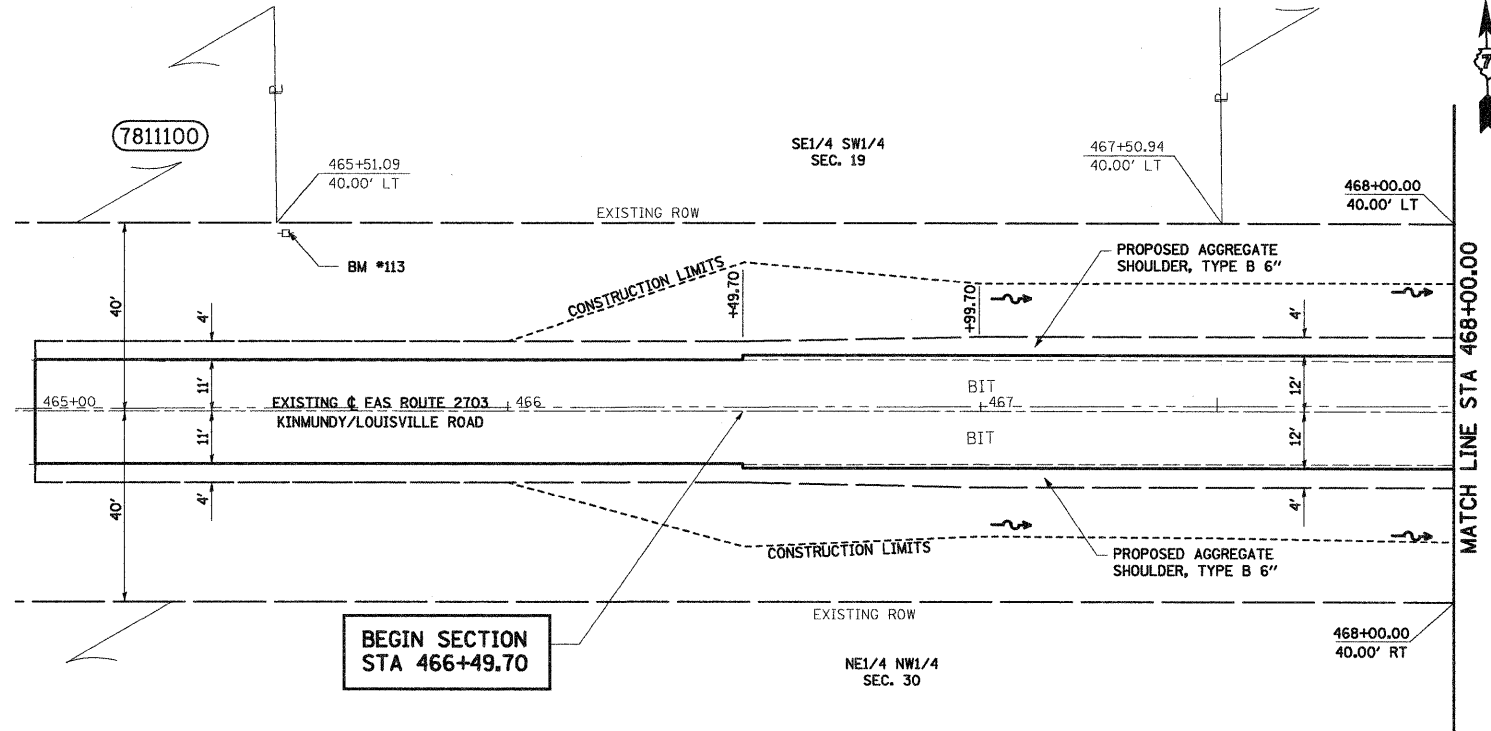 7811100
465+51.09
40.00' LT
SE1/4 SW1/4
SEC. 19
467+50.94
40.00' LT
468+00.00
40.00' LT
EXISTING ROW
BM #113
CONSTRUCTION LIMITS
+49.70
+99.70
PROPOSED AGGREGATE
SHOULDER, TYPE B 6"
40'
4'
4'
11'
12'
BIT
465+00
EXISTING ℄ FAS ROUTE 2703
466
467
KINMUNDY/LOUISVILLE ROAD
11'
BIT
12'
40'
4'
4'
CONSTRUCTION LIMITS
PROPOSED AGGREGATE
SHOULDER, TYPE B 6"
MATCH LINE STA 468+00.00
EXISTING ROW
BEGIN SECTION
STA 466+49.70
NE1/4 NW1/4
SEC. 30
468+00.00
40.00' RT